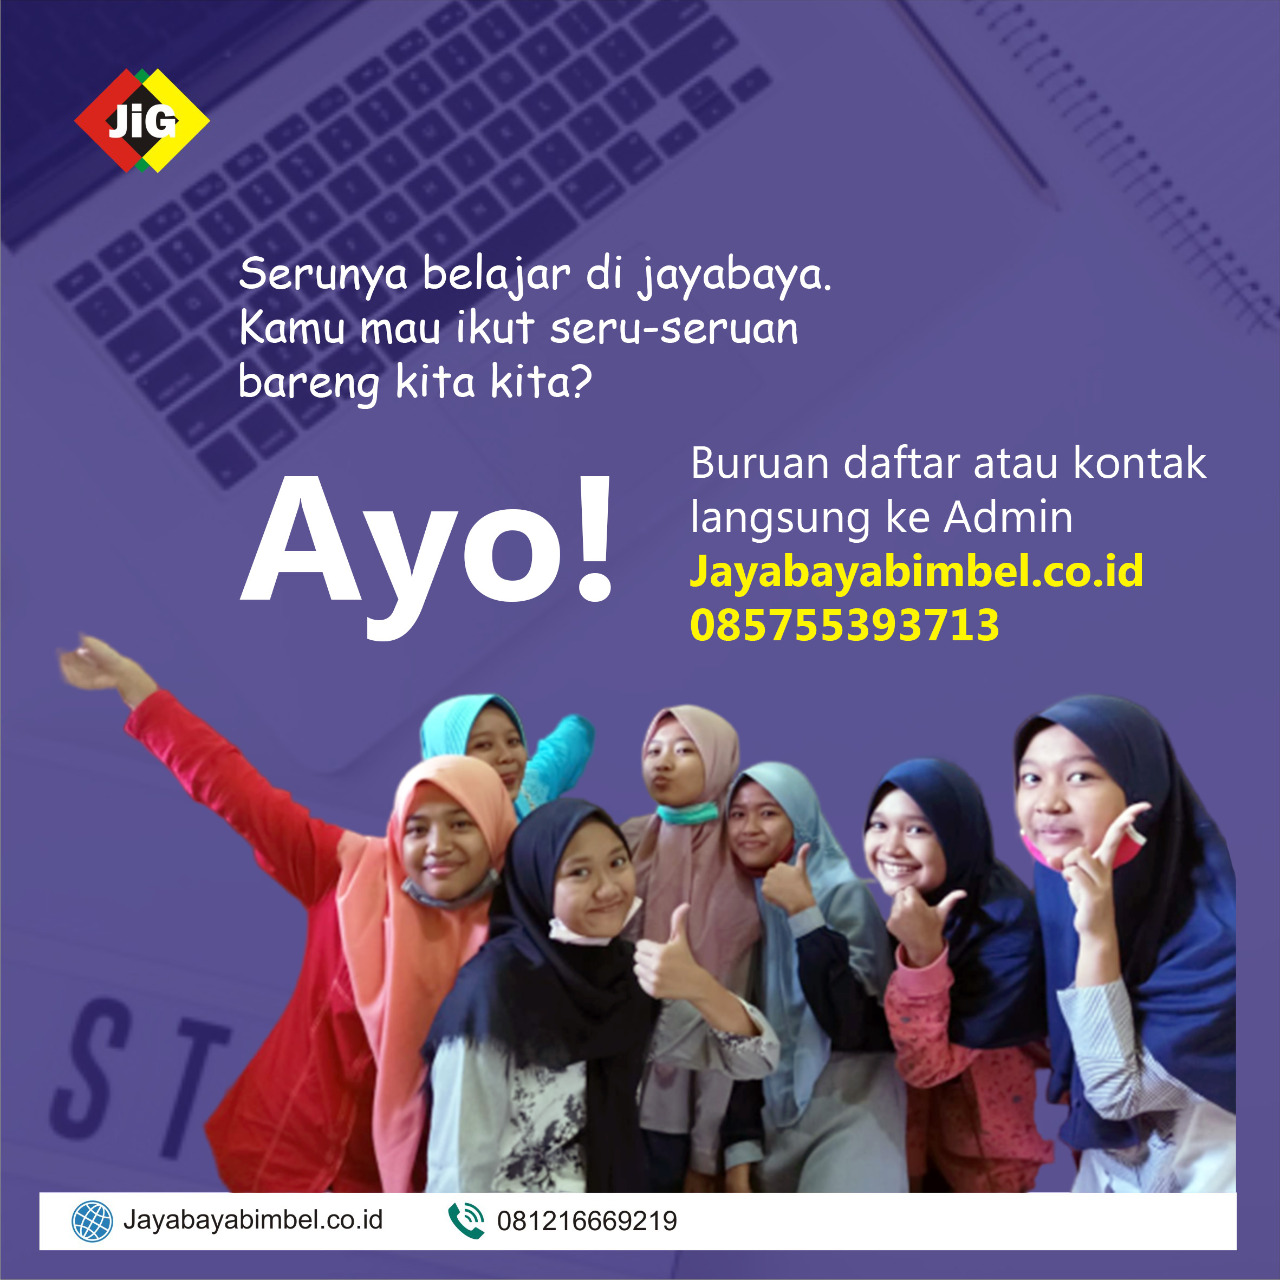 JiG
Serunya belajar di jayabaya.
Kamu mau ikut seru-seruan
bareng kita kita?
Ayo!
Buruan daftar atau kontak
langsung ke Admin
Jayabayabimbel.co.id
085755393713
ST
Jayabayabimbel.co.id
081216669219